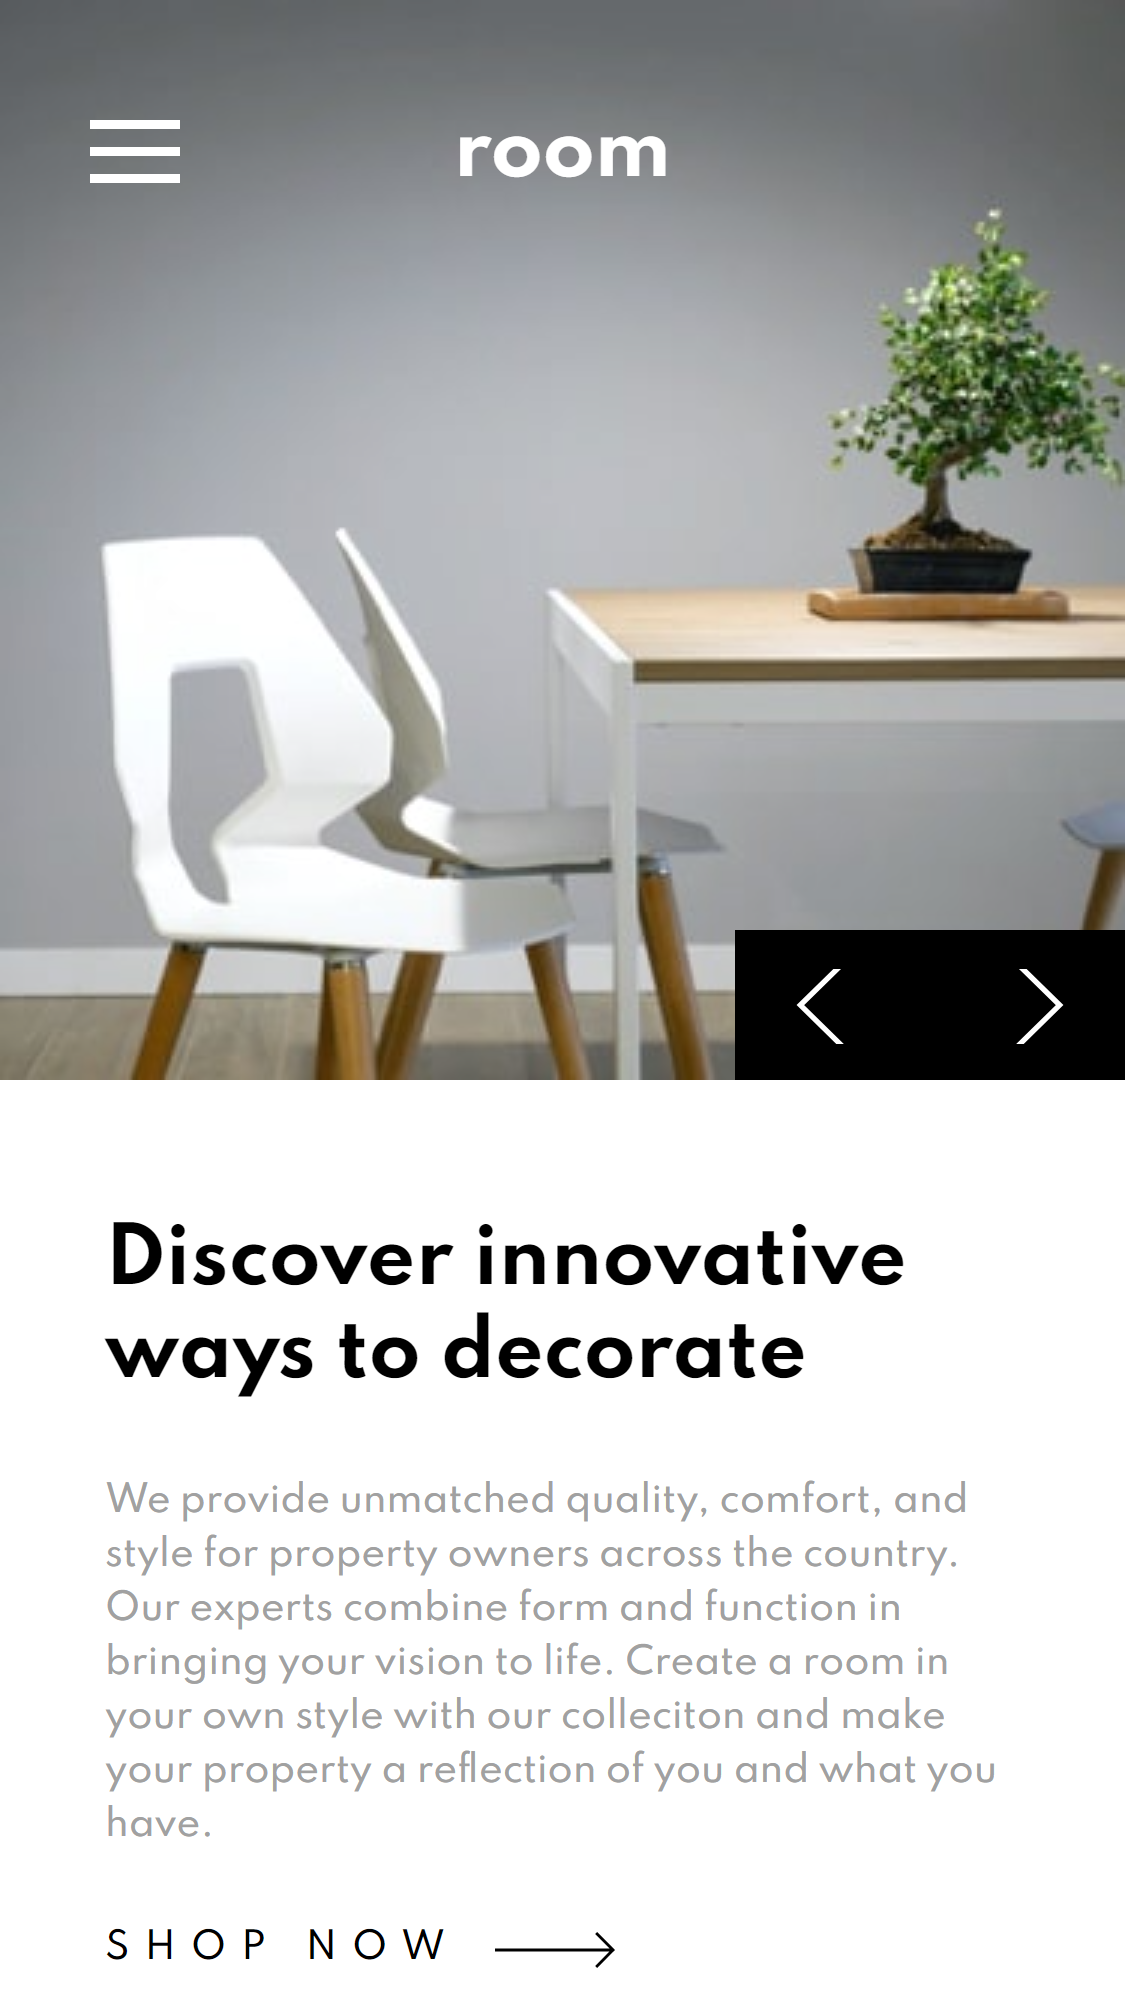 room
Discover innovative
ways to decorate
We provide unmatched quality, comfort, and
style for property owners across the country.
Our experts combine form and function in
bringing your vision to life. Create a room in
your own style with our colleciton and make
your property a reflection of you and what you
have.
SHOP NOW